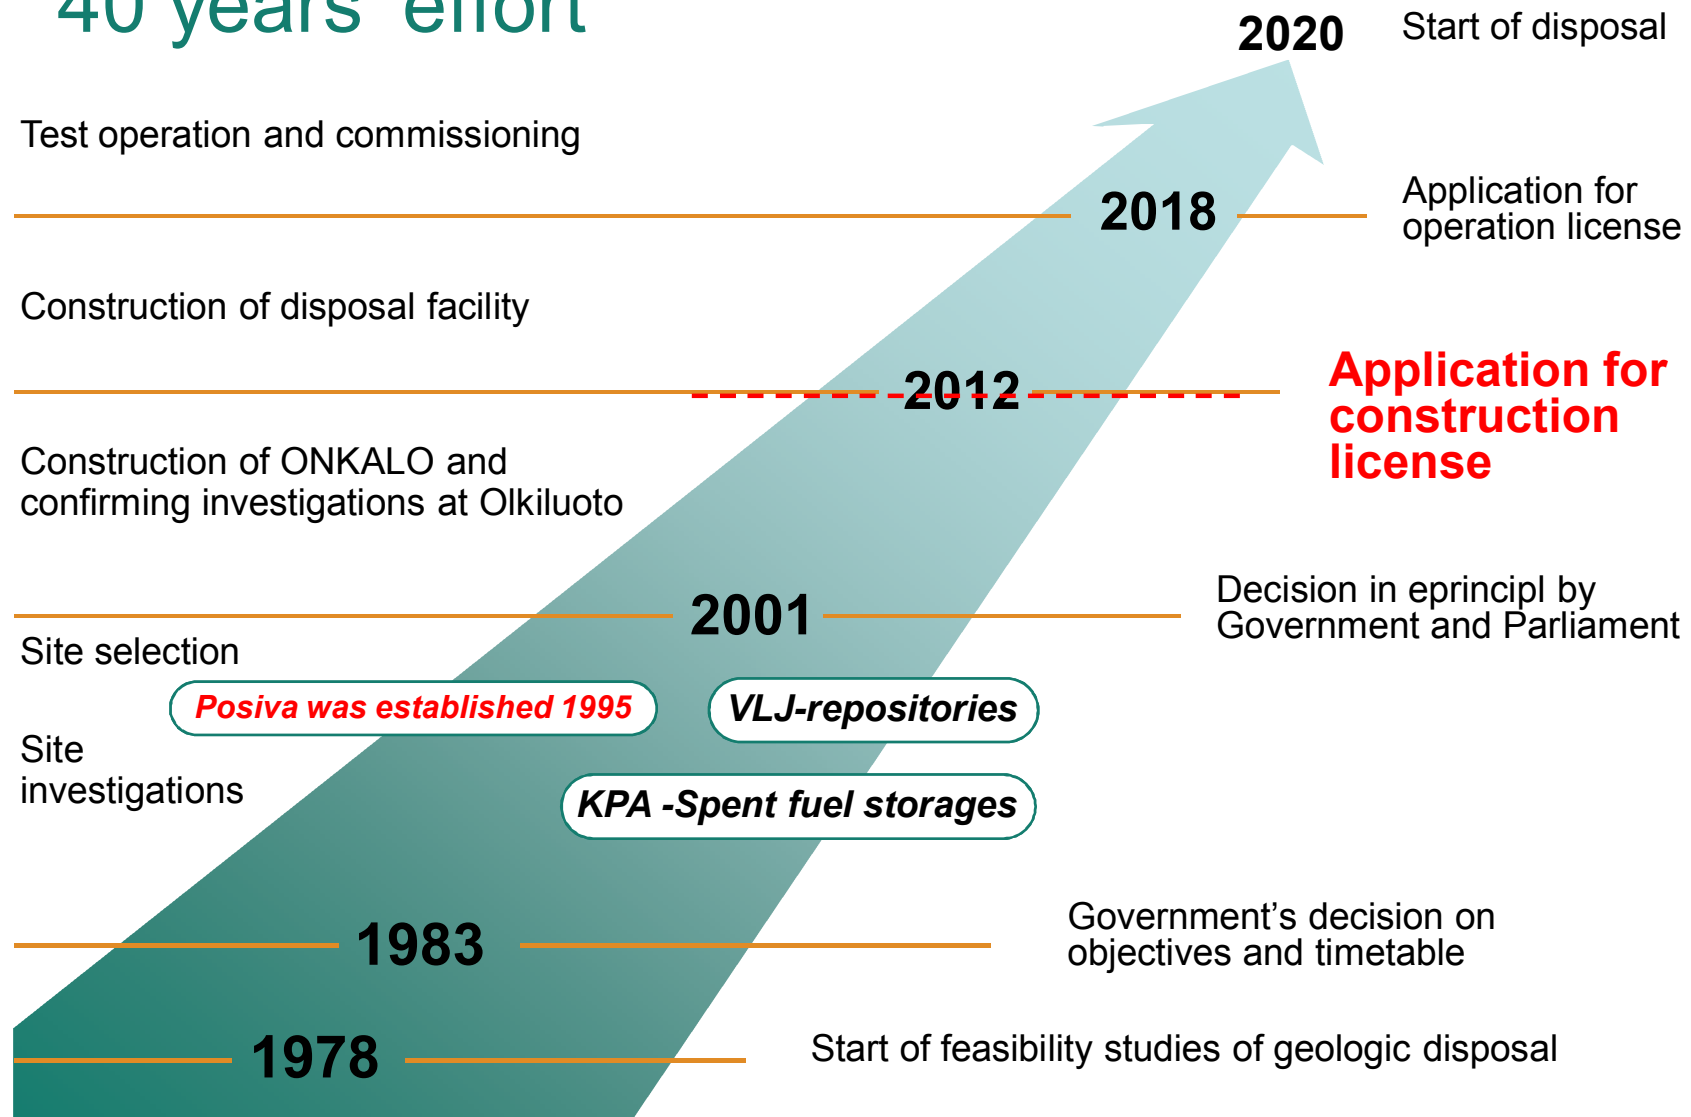 40 years' effort
2020
Start of disposal
Test operation and commissioning
2018
Application for
operation license
Construction of disposal facility
2012
Application for
construction
license
Construction of ONKALO and
confirming investigations at Olkiluoto
2001
Decision in eprincipl by
Government and Parliament
Site selection
Posiva was established 1995
VLJ-repositories
Site
investigations
KPA -Spent fuel storages
1983
Government’s decision on
objectives and timetable
1978
Start of feasibility studies of geologic disposal